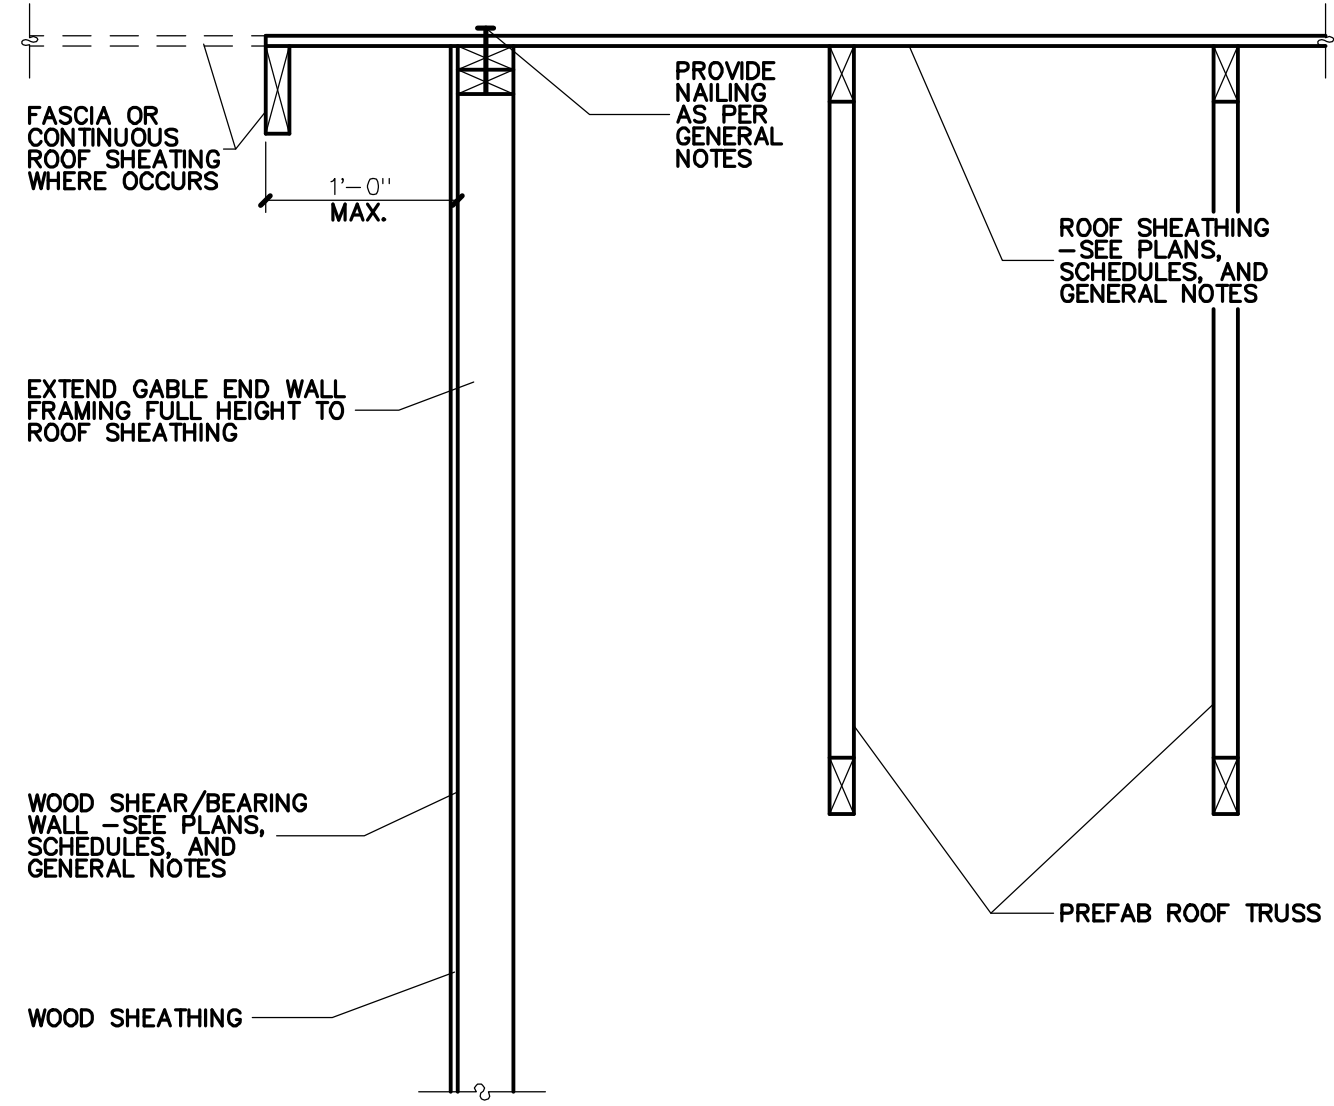 FASCIA OR
CONTINUOUS
ROOF SHEATING
WHERE OCCURS
1'-0"
MAX.
PROVIDE
NAILING
AS PER
GENERAL
NOTES
ROOF SHEATHING
-SEE PLANS,
SCHEDULES, AND
GENERAL NOTES
EXTEND GABLE END WALL
FRAMING FULL HEIGHT TO
ROOF SHEATHING
WOOD SHEAR/BEARING
WALL -SEE PLANS,
SCHEDULES, AND
GENERAL NOTES
PREFAB ROOF TRUSS
WOOD SHEATHING